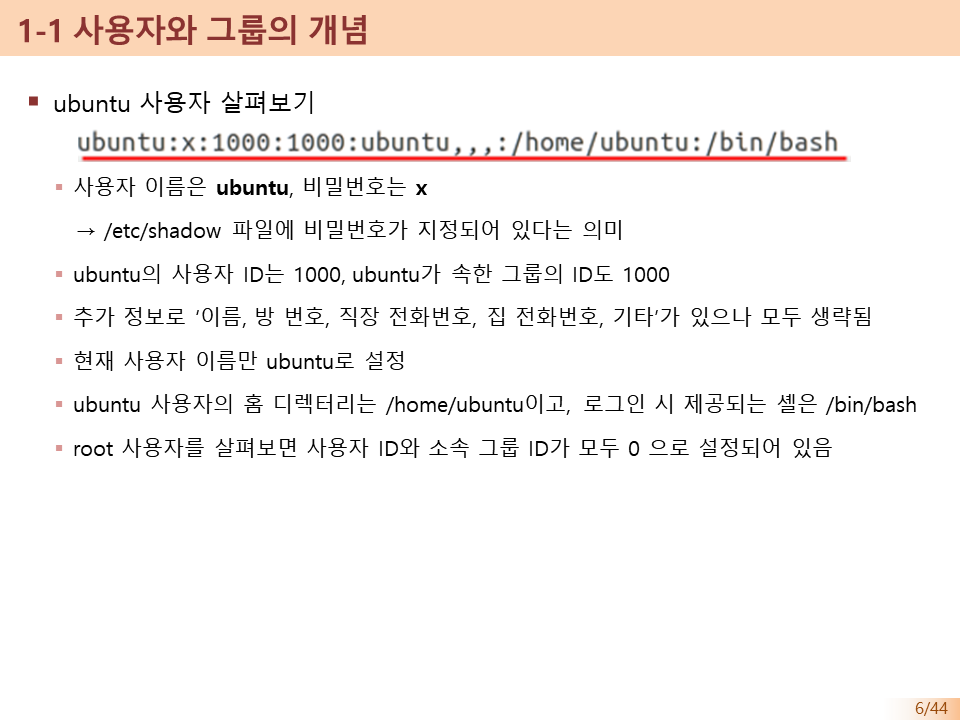 1-1 사용자와 그룹의 개념
ubuntu 사용자 살펴보기
ubuntu:x:1000:1000:ubuntu,,,:/home/ubuntu:/bin/bash
사용자 이름은 ubuntu, 비밀번호는 x
→ /etc/shadow 파일에 비밀번호가 지정되어 있다는 의미
ubuntu의 사용자 ID는 1000, ubuntu가 속한 그룹의 ID도 1000
추가 정보로 '이름, 방 번호, 직장 전화번호, 집 전화번호, 기타'가 있으나 모두 생략됨
현재 사용자 이름만 ubuntu로 설정
ubuntu 사용자의 홈 디렉터리는 /home/ubuntu이고, 로그인 시 제공되는 셸은 /bin/bash
root 사용자를 살펴보면 사용자 ID와 소속 그룹 ID가 모두 0 으로 설정되어 있음
6/44